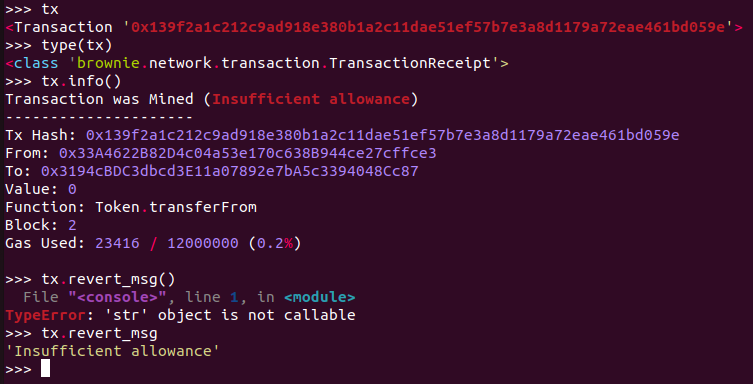 >>> tx
<Transaction '0x139f2a1c212c9ad918e380b1a2c11dae51ef57b7e3a8d1179a72eae461bd059e'>
>>> type(tx)
<class 'brownie.network.transaction.TransactionReceipt'>
>>> tx.info()
Transaction was Mined (Insufficient allowance)
---------------------
Tx Hash: 0x139f2a1c212c9ad918e380b1a2c11dae51ef57b7e3a8d1179a72eae461bd059e
From: 0x33A4622B82D4c04a53e170c638B944ce27cffce3
To: 0x3194cBDC3dbcd3E11a07892e7bA5c3394048Cc87
Value: 0
Function: Token.transferFrom
Block: 2
Gas Used: 23416 / 12000000 (0.2%)
>>> tx.revert_msg()
  File "<console>", line 1, in <module>
TypeError: 'str' object is not callable
>>> tx.revert_msg
'Insufficient allowance'
>>>